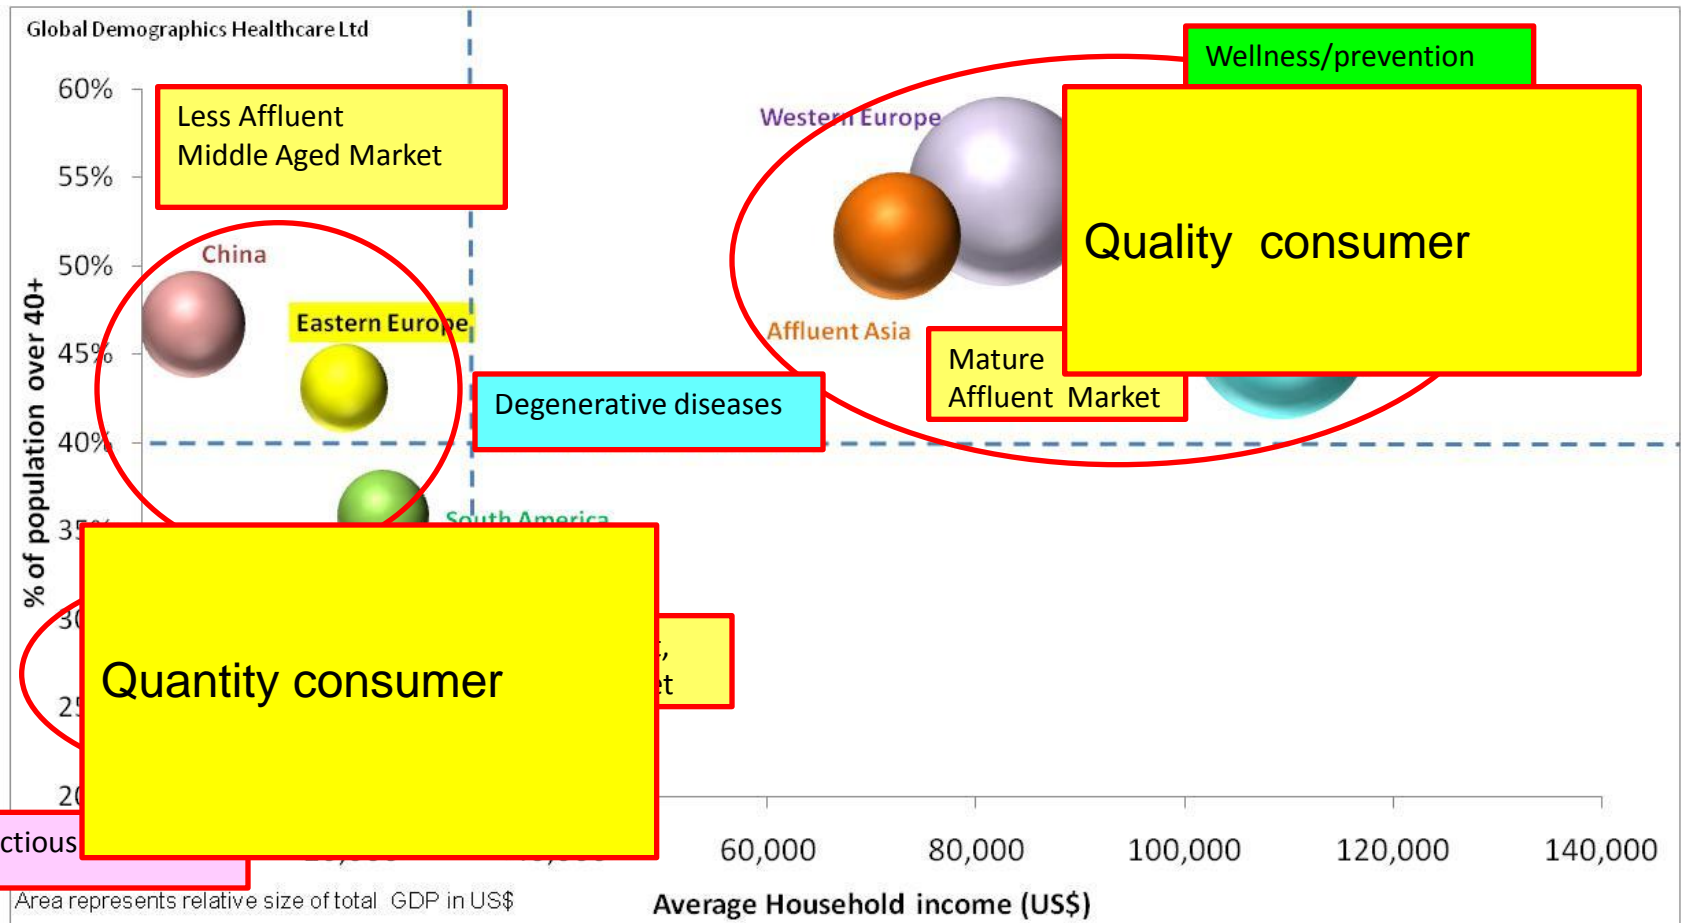 Global Demographics Healthcare Ltd
Wellness/prevention
60%
Less Affluent
Middle Aged Market
Western Europe
55%
Quality consumer
50%
China
Eastern Europe
Affluent Asia
45%
Mature
Affluent Market
Degenerative diseases
40%
South America
% of population over 40+
Quantity consumer
60,000
80,000
100,000
120,000
140,000
Area represents relative size of total GDP in US$
Average Household income (US$)